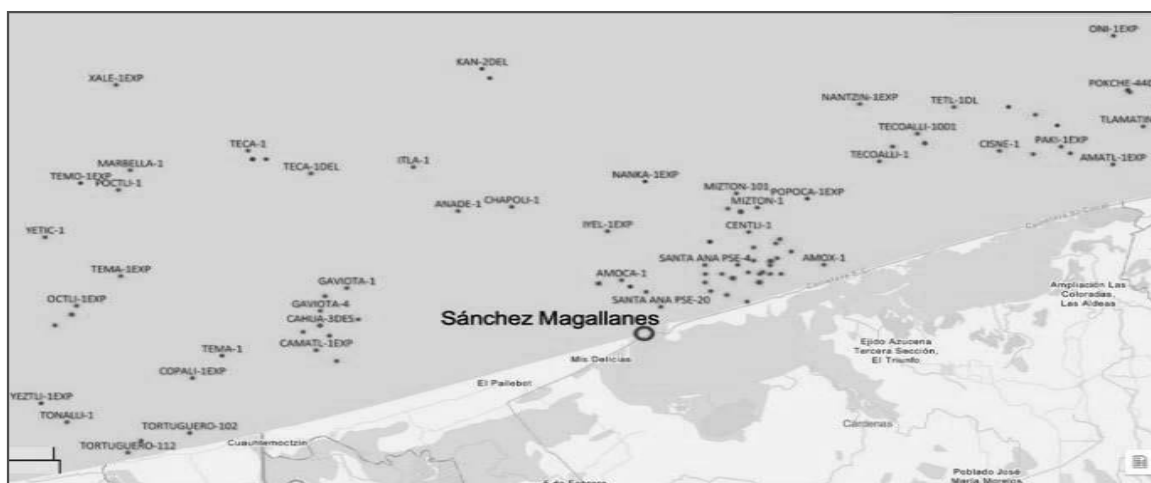 ONI-1EXP
KAN-2DEL
XALE-1EXP
POKCHE-440
NANTZIN-1EXP
TETL-1DL
TLAMATIN
TECOALLI-1001
TECA-1
CISNE-1
PAKI-1EXP
ITLA-1
TECOALLI-1
AMATL-1EXP
MARBELLA-1
TECA-1DEL
TEMO-1EXP
POCTLI-1
NANKA-1EXP
MIZTON-101
POPOCA-1EXP
MIZTON-1
ANADE-1
CHAPOLI-1
YETIC-1
IYEL-1EXP
CENTLI-1
SANTA ANA PSE-4
AMOX-1
TEMA-1EXP
AMOCA-1
GAVIOTA-1
Ampliación Las
Coloradas,
Las Aldeas
OCTLI-1EXP
GAVIOTA-4
SANTA ANA PSE-20
CAHUA-3DES
Sánchez Magallanes
CAMATL-1EXP
Ejido Azucena
Tercera Sección,
El Triunfo
TEMA-1
Mis Delicias
COPALI-1EXP
El Pailebot
YEZTLI-1EXP
TONALLI-1
TORTUGUERO-102
Cárdenas
TORTUGUERO-112
Cuauhtemoctzin
Poblado José
María Morelos